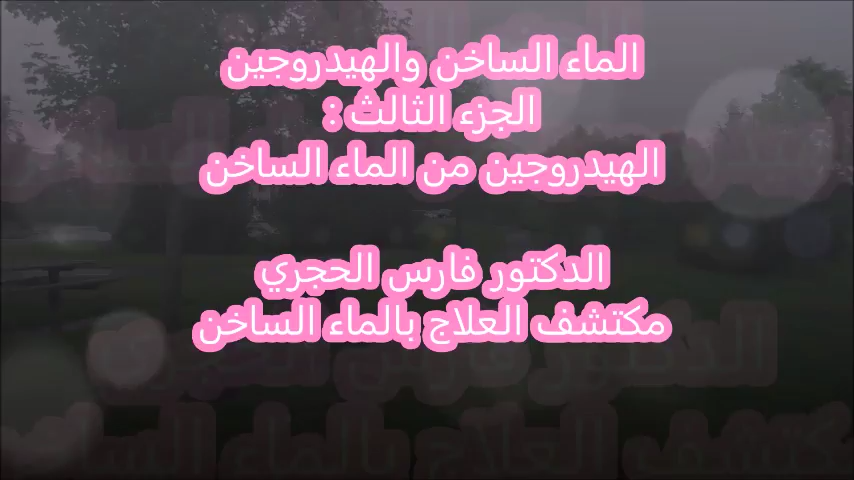 الماء الساخن والهيدروجين
الجزء الثالث :
الهيدروجين من الماء الساخن
الدكتور فارس الحجري
مكتشف العلاج بالماء الساخن